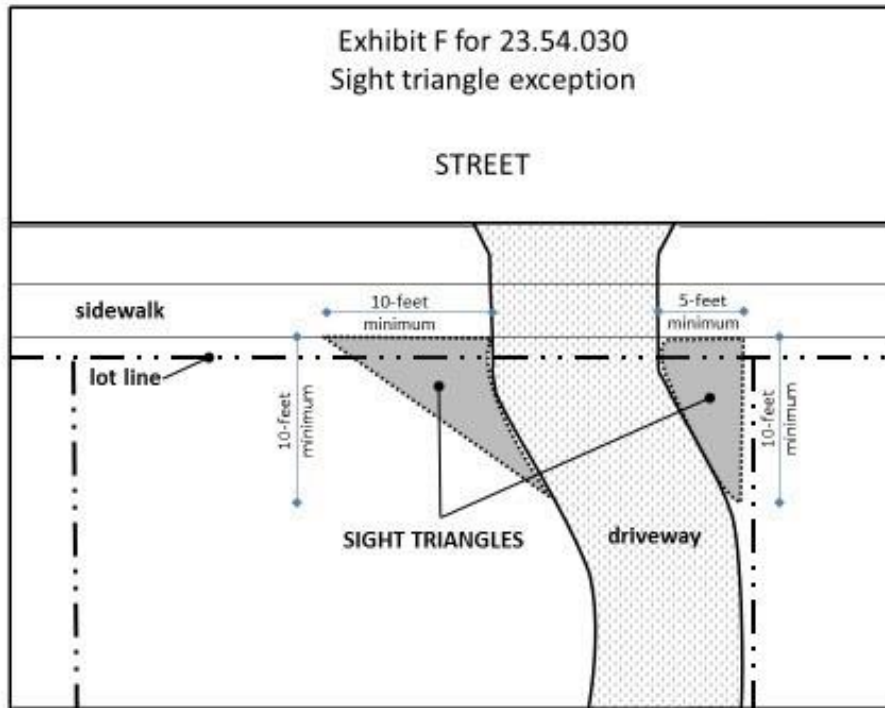 Exhibit F for 23.54.030
Sight triangle exception
STREET
sidewalk
10-feet
minimum
5-feet
minimum
lot line
10-feet
minimum
10-feet
minimum
SIGHT TRIANGLES
driveway